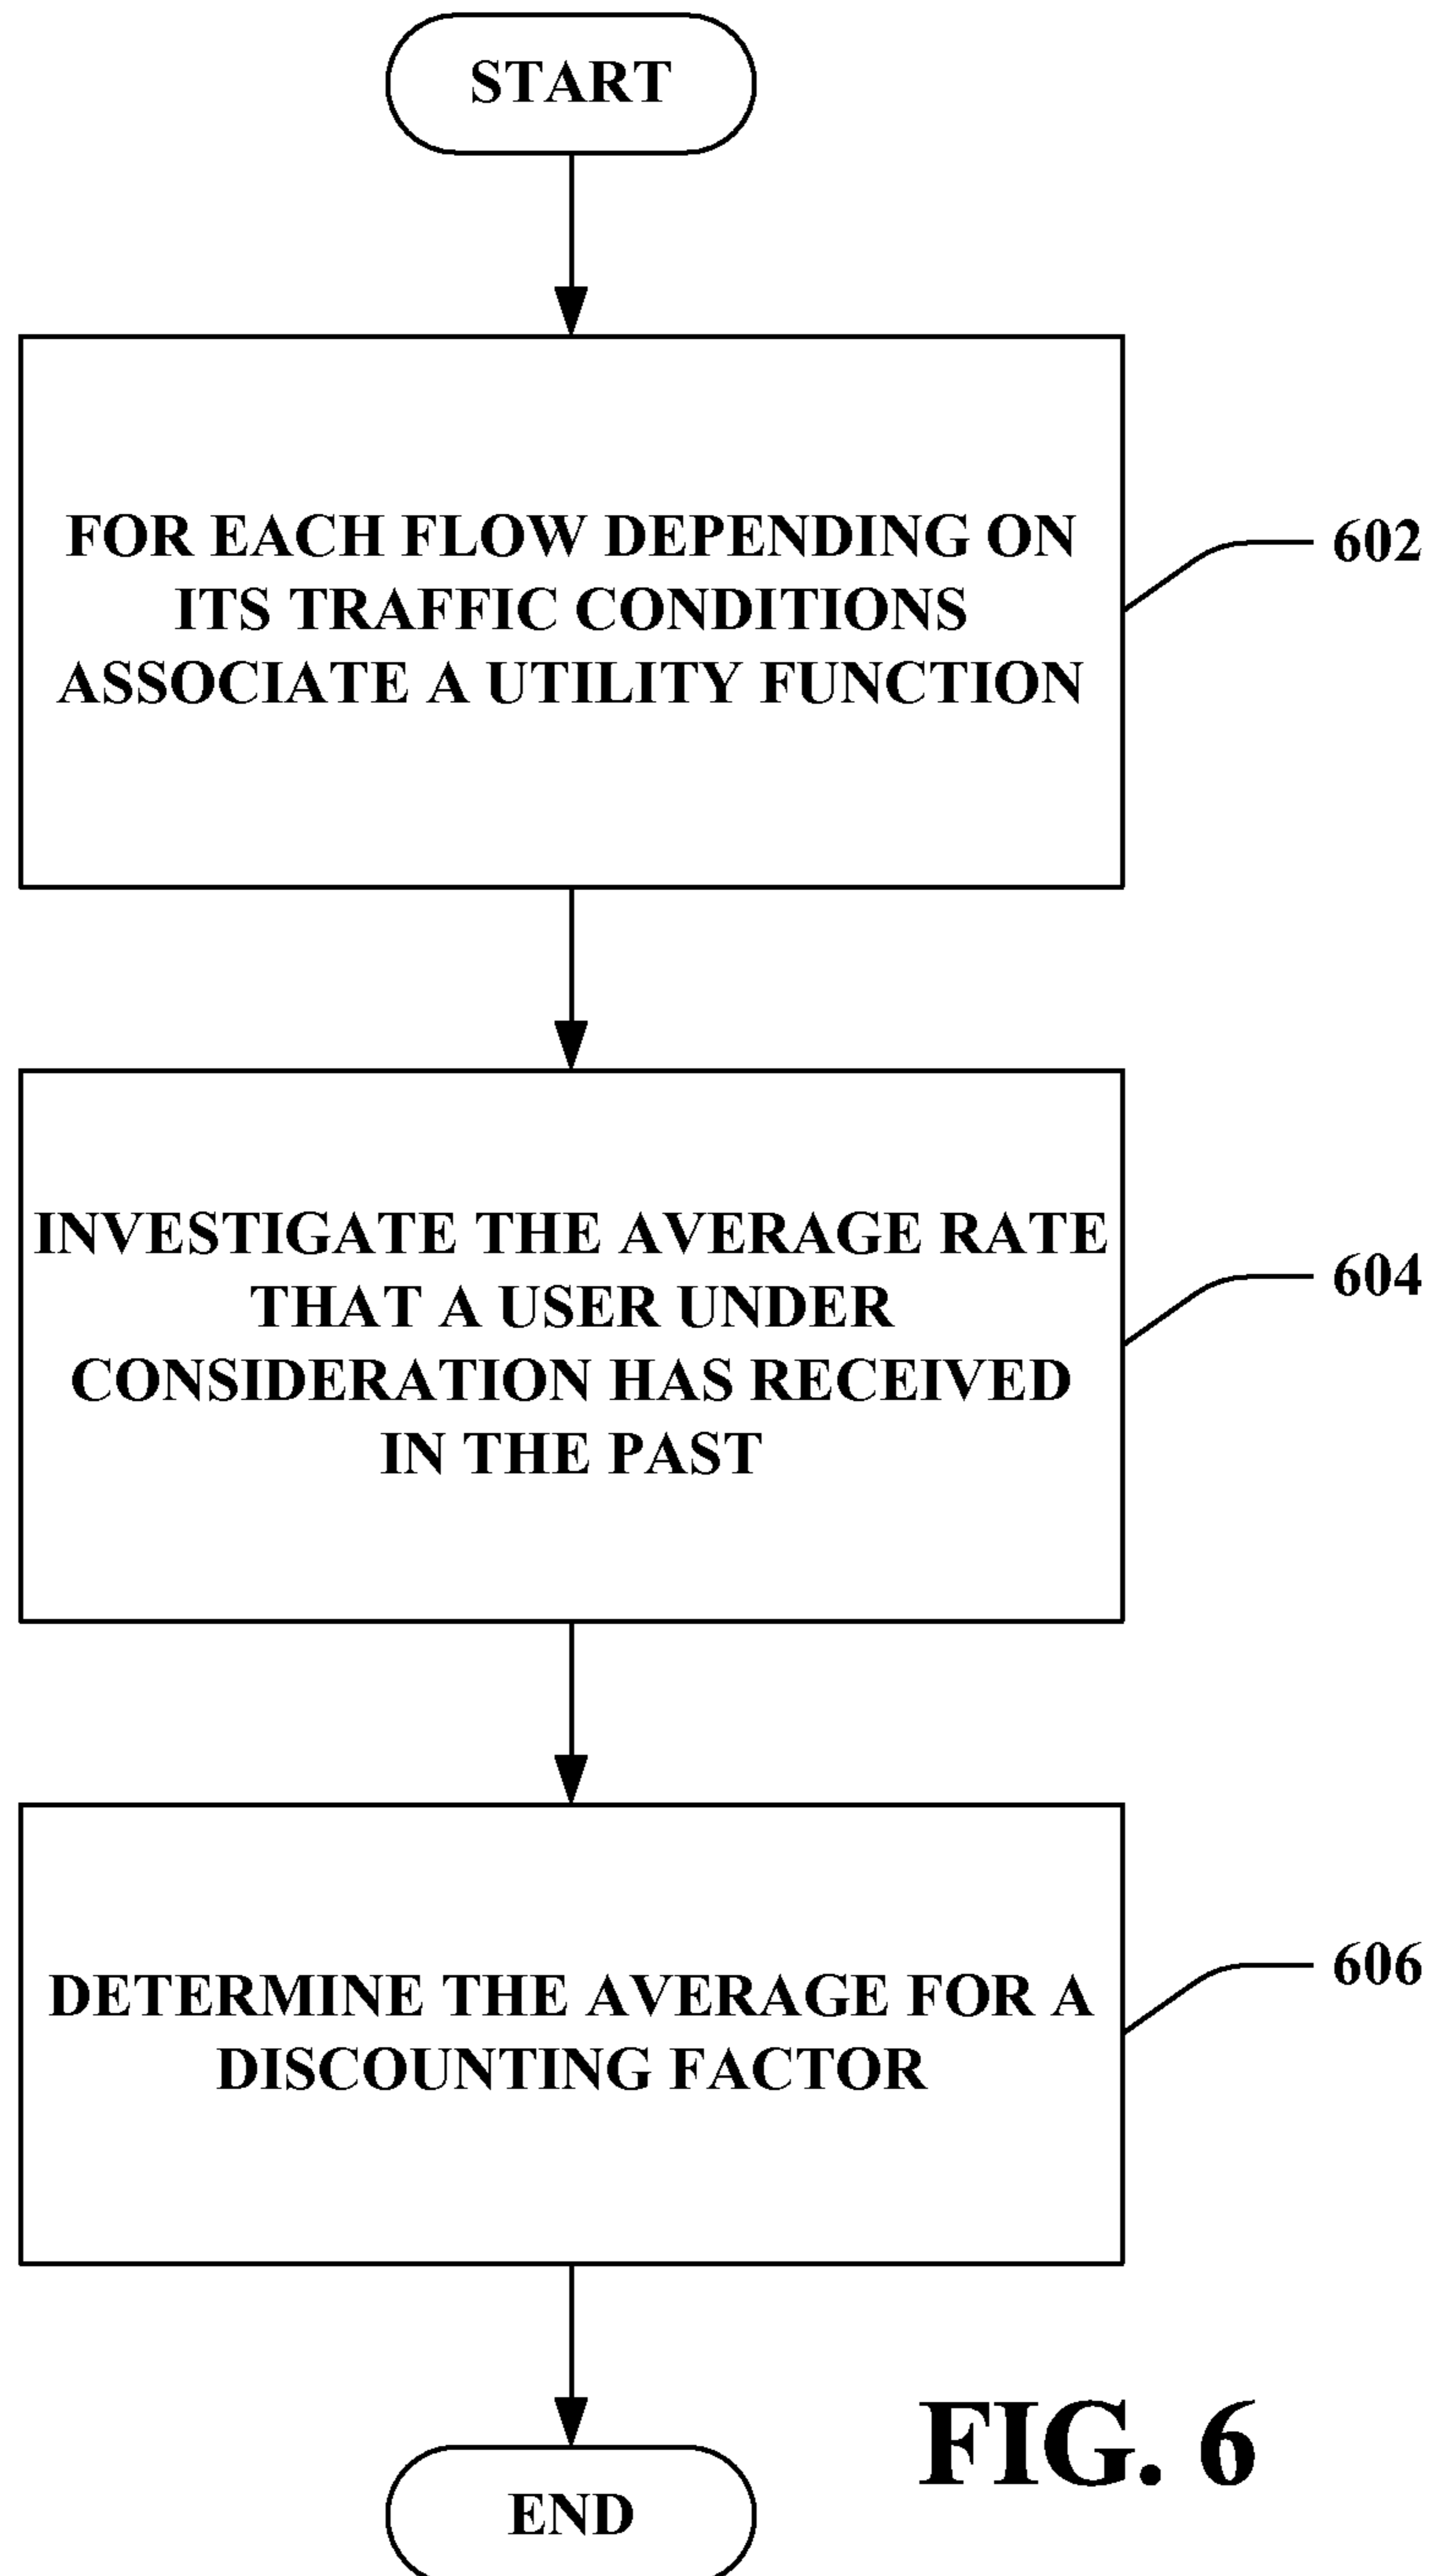 START
FOR EACH FLOW DEPENDING ON
ITS TRAFFIC CONDITIONS
ASSOCIATE A UTILITY FUNCTION
602
INVESTIGATE THE AVERAGE RATE
THAT A USER UNDER
CONSIDERATION HAS RECEIVED
IN THE PAST
604
DETERMINE THE AVERAGE FOR A
DISCOUNTING FACTOR
606
END
FIG. 6